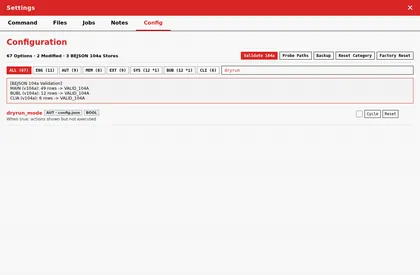 Settings ×
Command Files Jobs Notes Config
Configuration
67 Options · 2 Modified · 3 BEJSON 104a Stores Validate 104a Probe Paths Backup Reset Category Factory Reset
ALL (67) ENG (11) AUT (9) MEM (8) EXT (9) SYS (12 *1) BUB (12 *1) CLI (6) dryrun
[BEJSON 104a Validation]
MAIN (v104a): 49 rows -> VALID_104A
BUBL (v104a): 12 rows -> VALID_104A
CLIA (v104a): 6 rows -> VALID_104A
dryrun_mode AUT · config.json BOOL Cycle Reset
When true: actions shown but not executed